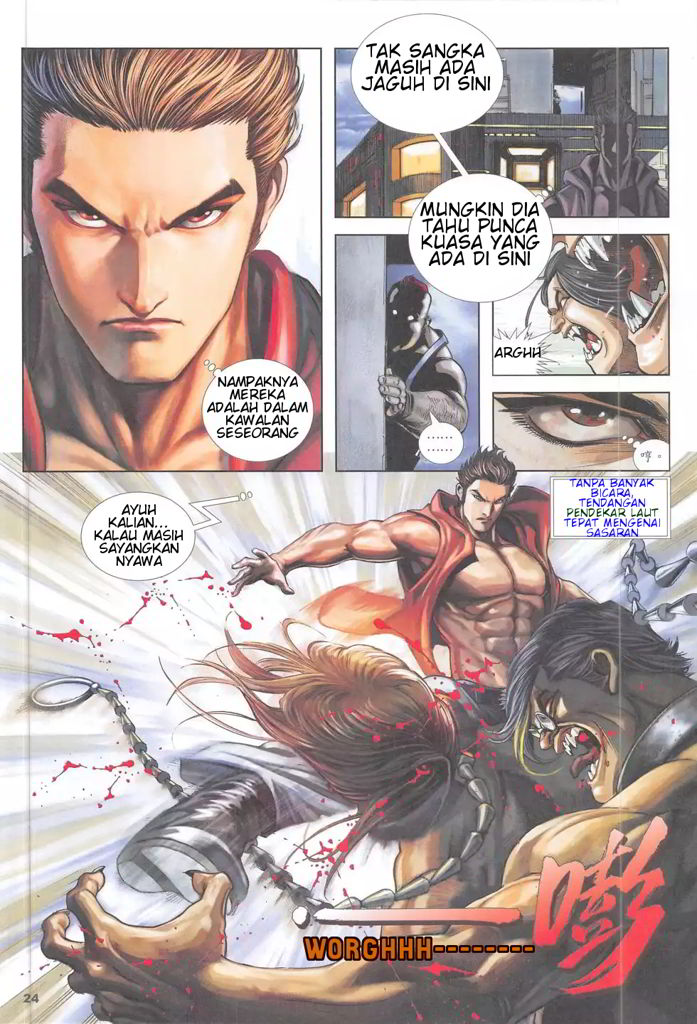 TAK SANGKA
MASIH ADA
JAGUH DI SINI
MUNGKIN DIA
TAHU PUNCA
KUASA YANG
ADA DI SINI
NAMPAKNYA
MEREKA
ADALAH DALAM
KAWALAN
SESEORANG
ARGHH
......
......
AYUH
KALIAN...
KALAU MASIH
SAYANGKAN
NYAWA
TANPA BANYAK
BICARA,
TENDANGAN
PENDEKAR LAUT
TEPAT MENGENAI
SASARAN
嘭
WORGHHH--------
24